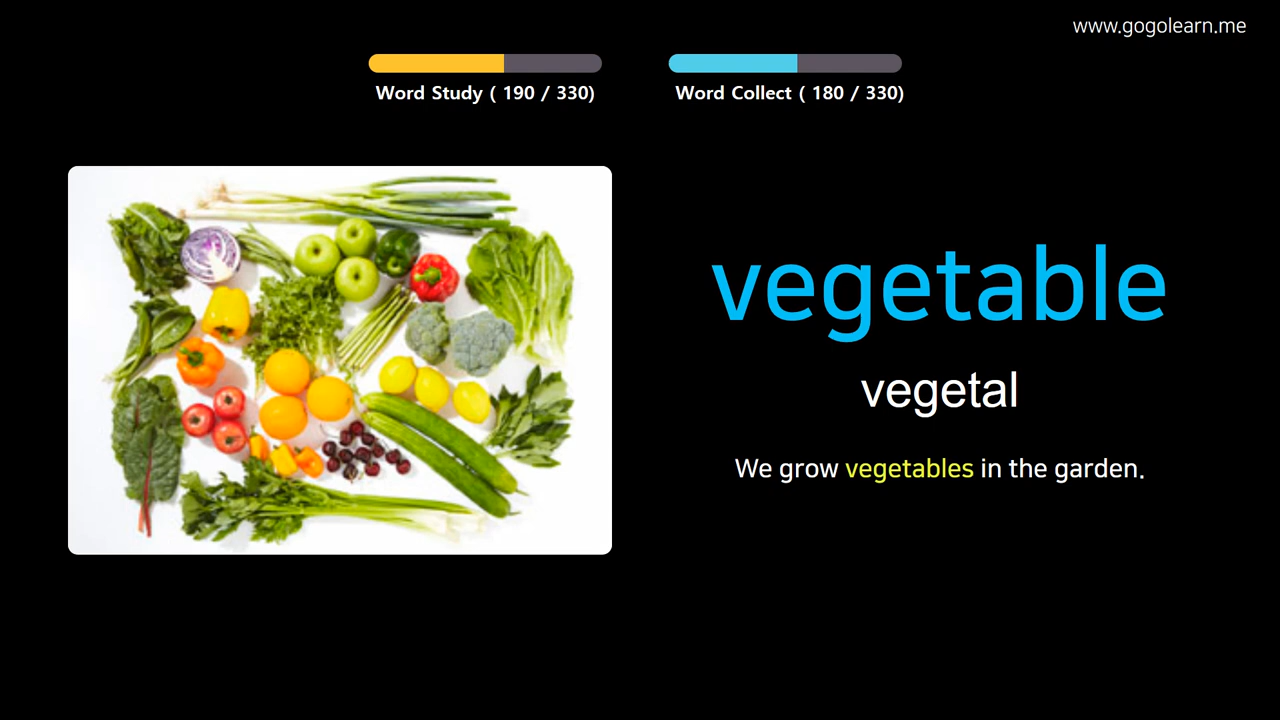 www.gogolearn.me
Word Study ( 190 / 330)
Word Collect ( 180 / 330)
vegetable
vegetal
We grow vegetables in the garden.